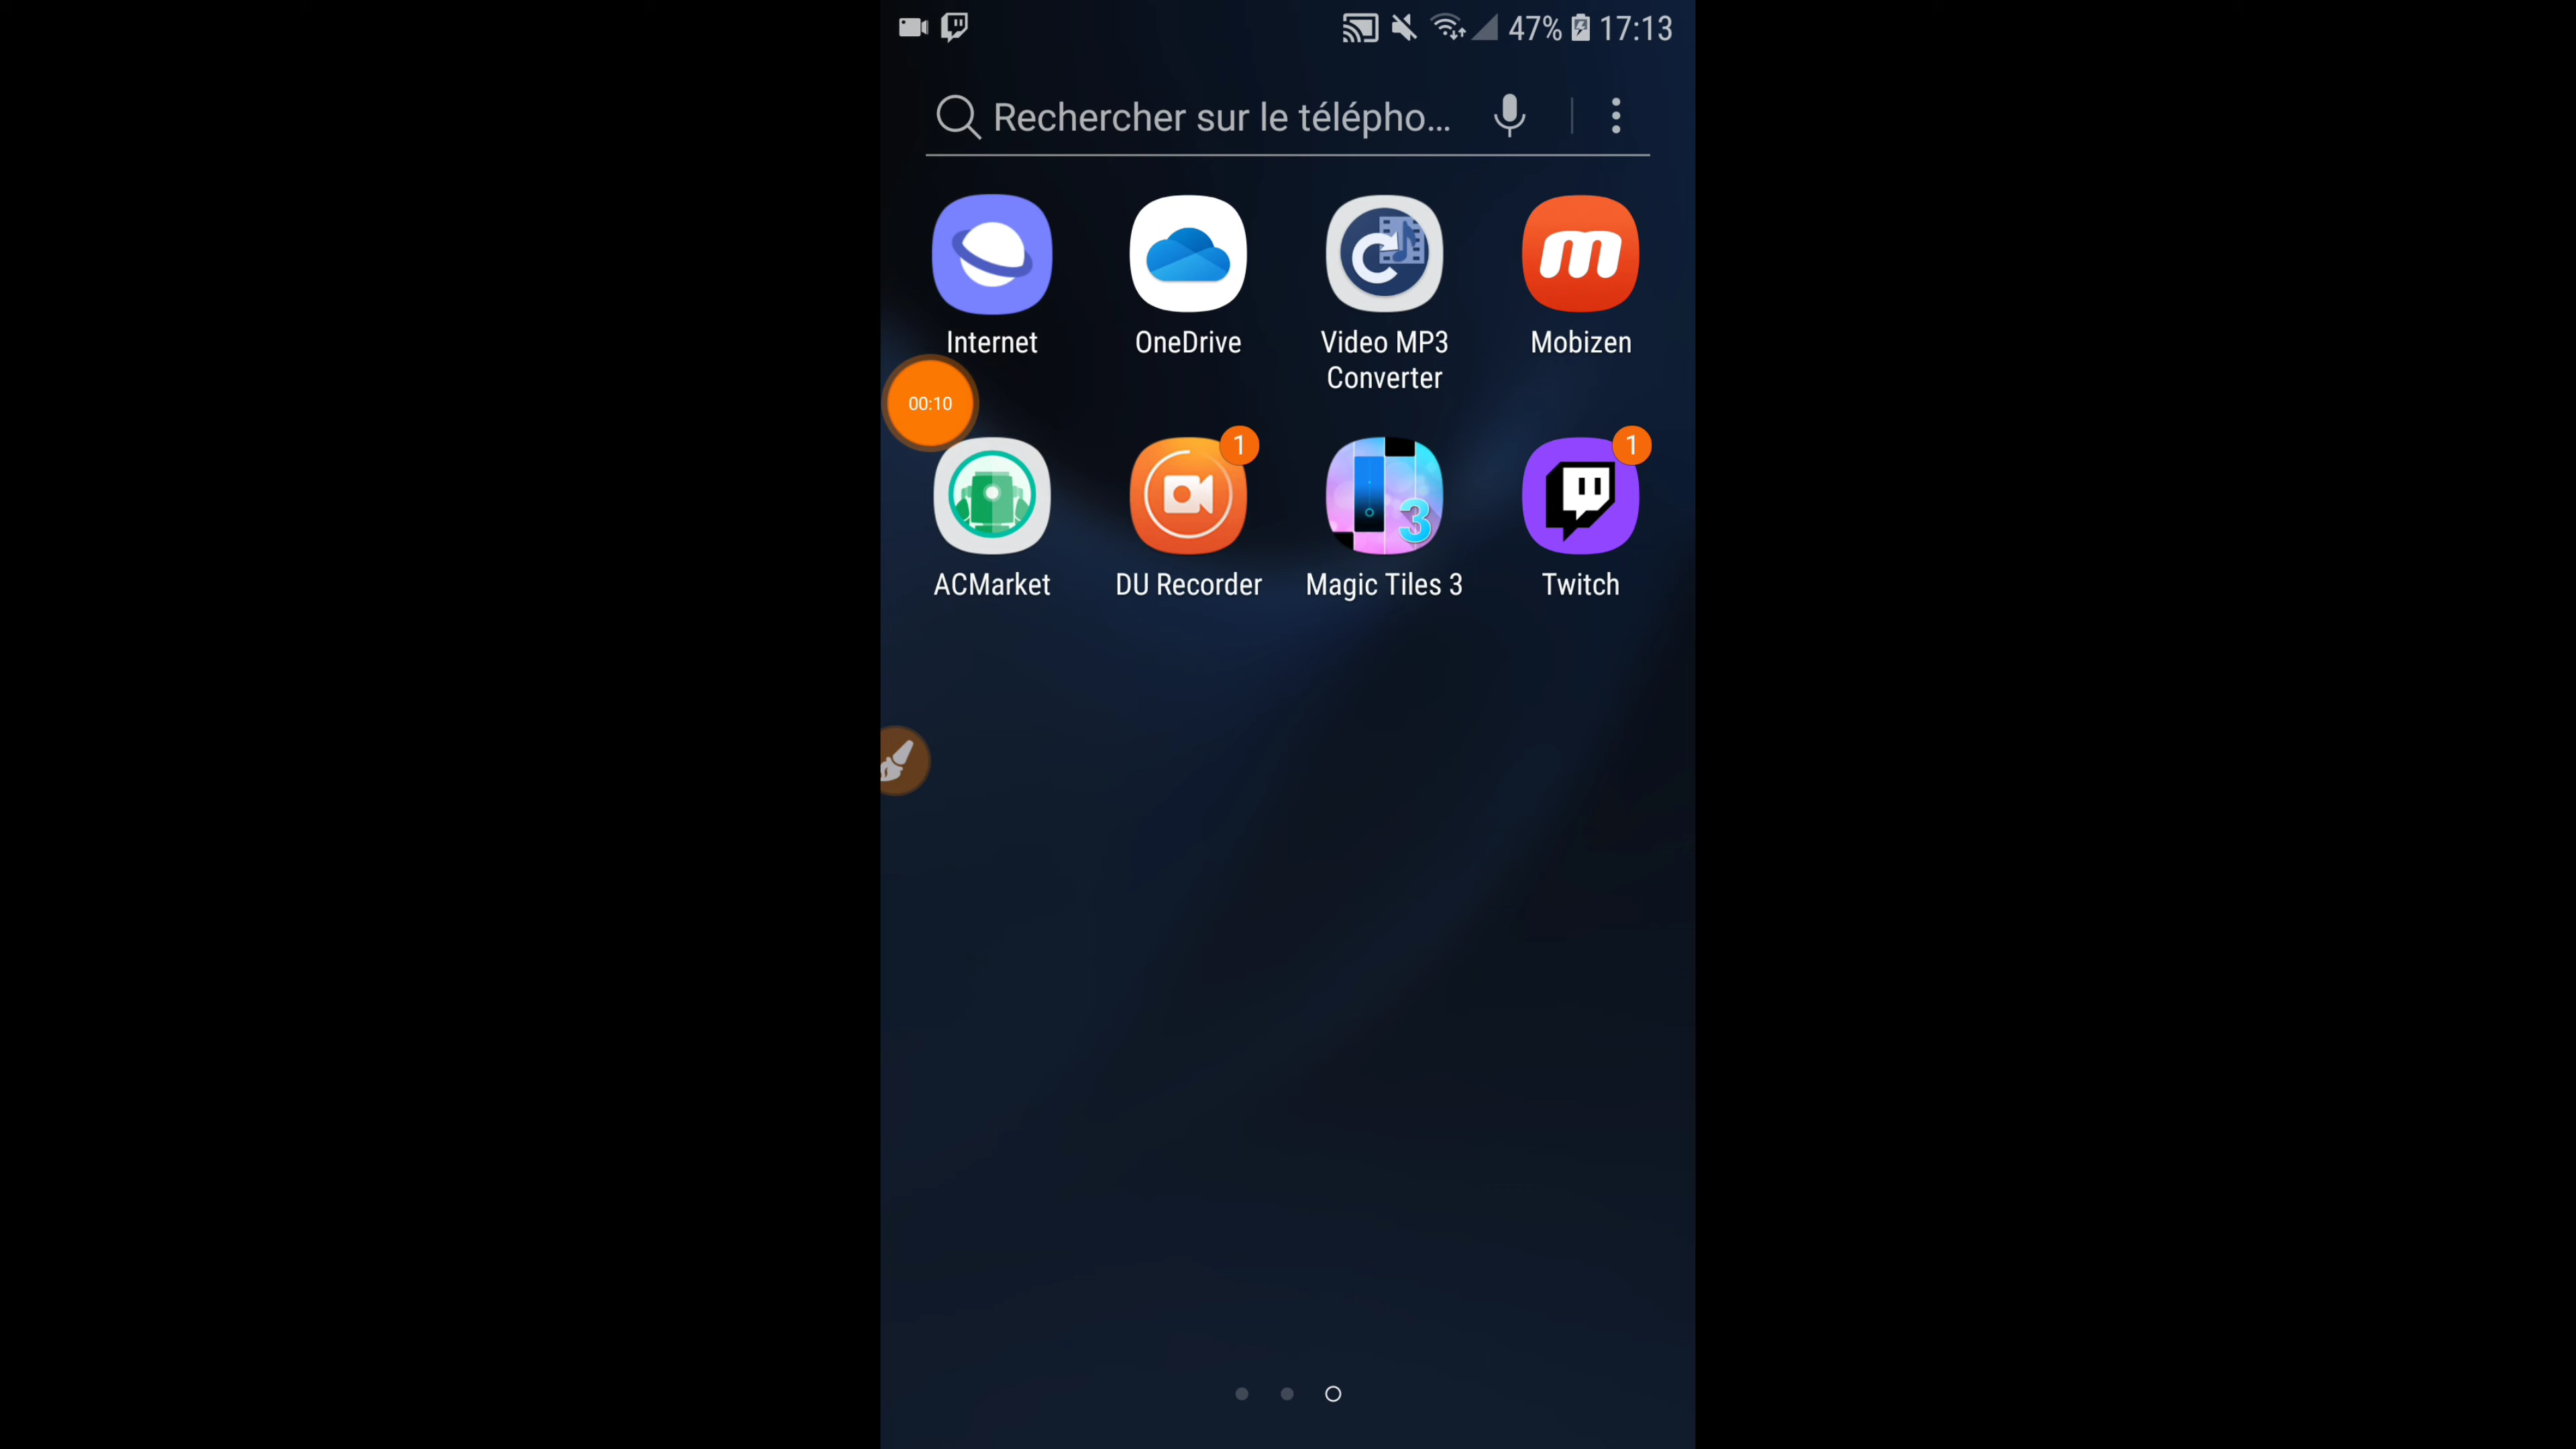 47% 17:13
Rechercher sur le télépho...
Internet
OneDrive
Video MP3
Converter
Mobizen
00:10
1
1
3
ACMarket
DU Recorder
Magic Tiles 3
Twitch